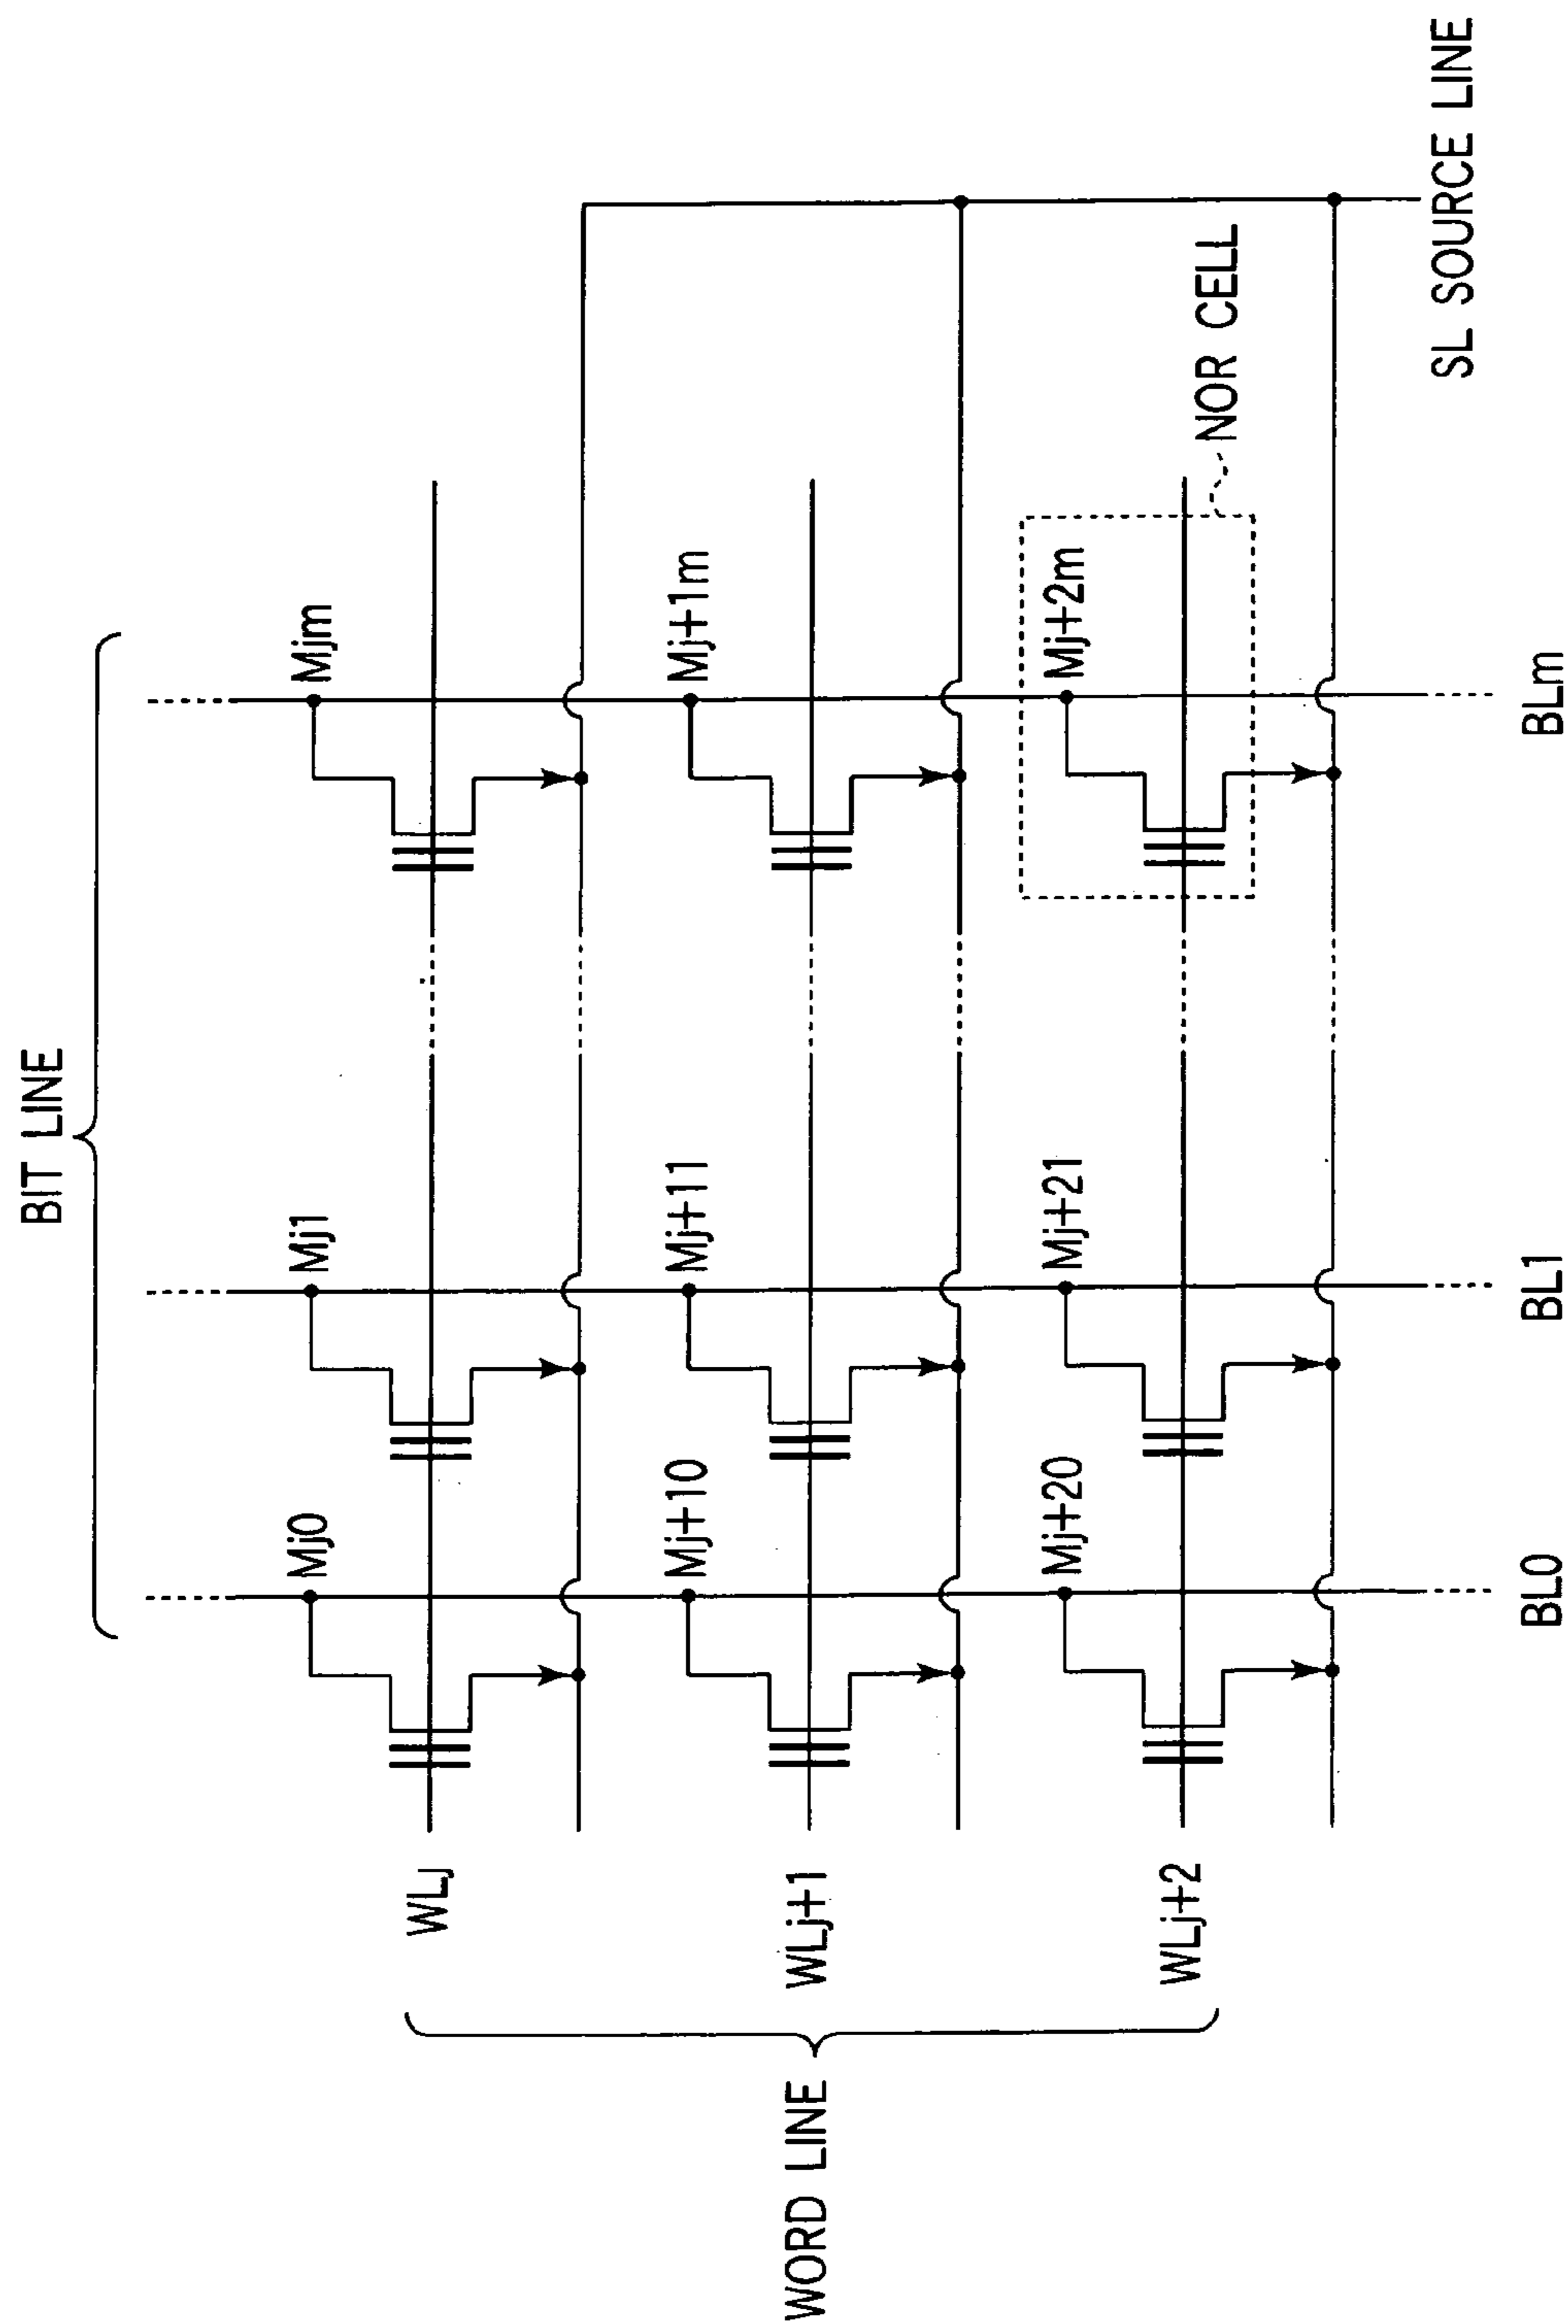 BIT LINE
Mj0
Mj1
Mjm
WLj
Mj+10
Mj+11
Mj+1m
WORD LINE
WLj+1
Mj+20
Mj+21
Mj+2m
NOR CELL
WLj+2
SL SOURCE LINE
BL0
BL1
BLm